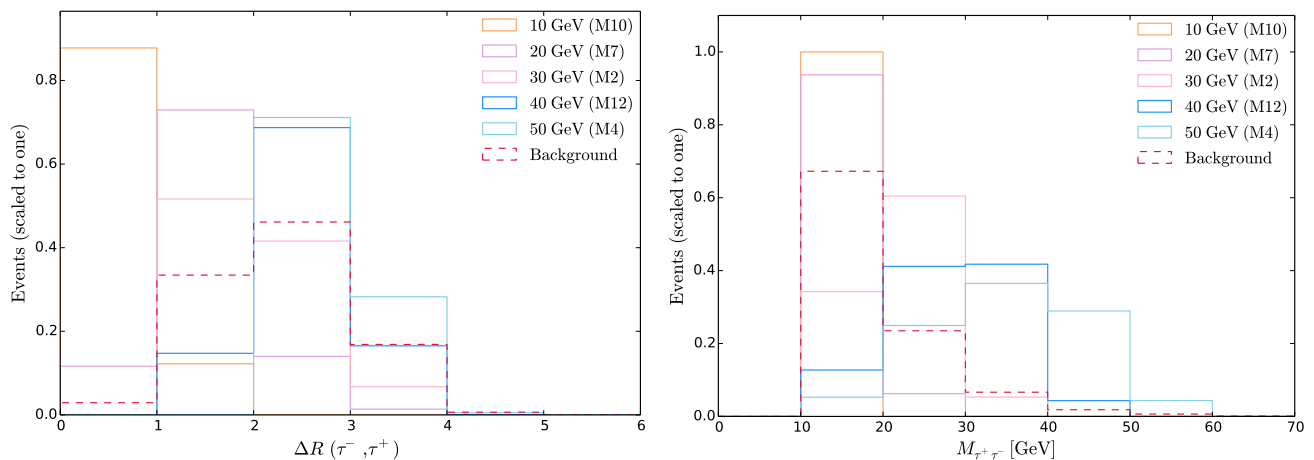 10 GeV (M10)
20 GeV (M7)
30 GeV (M2)
40 GeV (M12)
50 GeV (M4)
Background
Events (scaled to one)
0.8
0.6
0.4
0.2
0.0
0 1 2 3 4 5 6
ΔR (τ⁻ ,τ⁺)
10 GeV (M10)
20 GeV (M7)
30 GeV (M2)
40 GeV (M12)
50 GeV (M4)
Background
Events (scaled to one)
1.0
0.8
0.6
0.4
0.2
0.0
0 10 20 30 40 50 60 70
M_τ⁺τ⁻ [GeV]